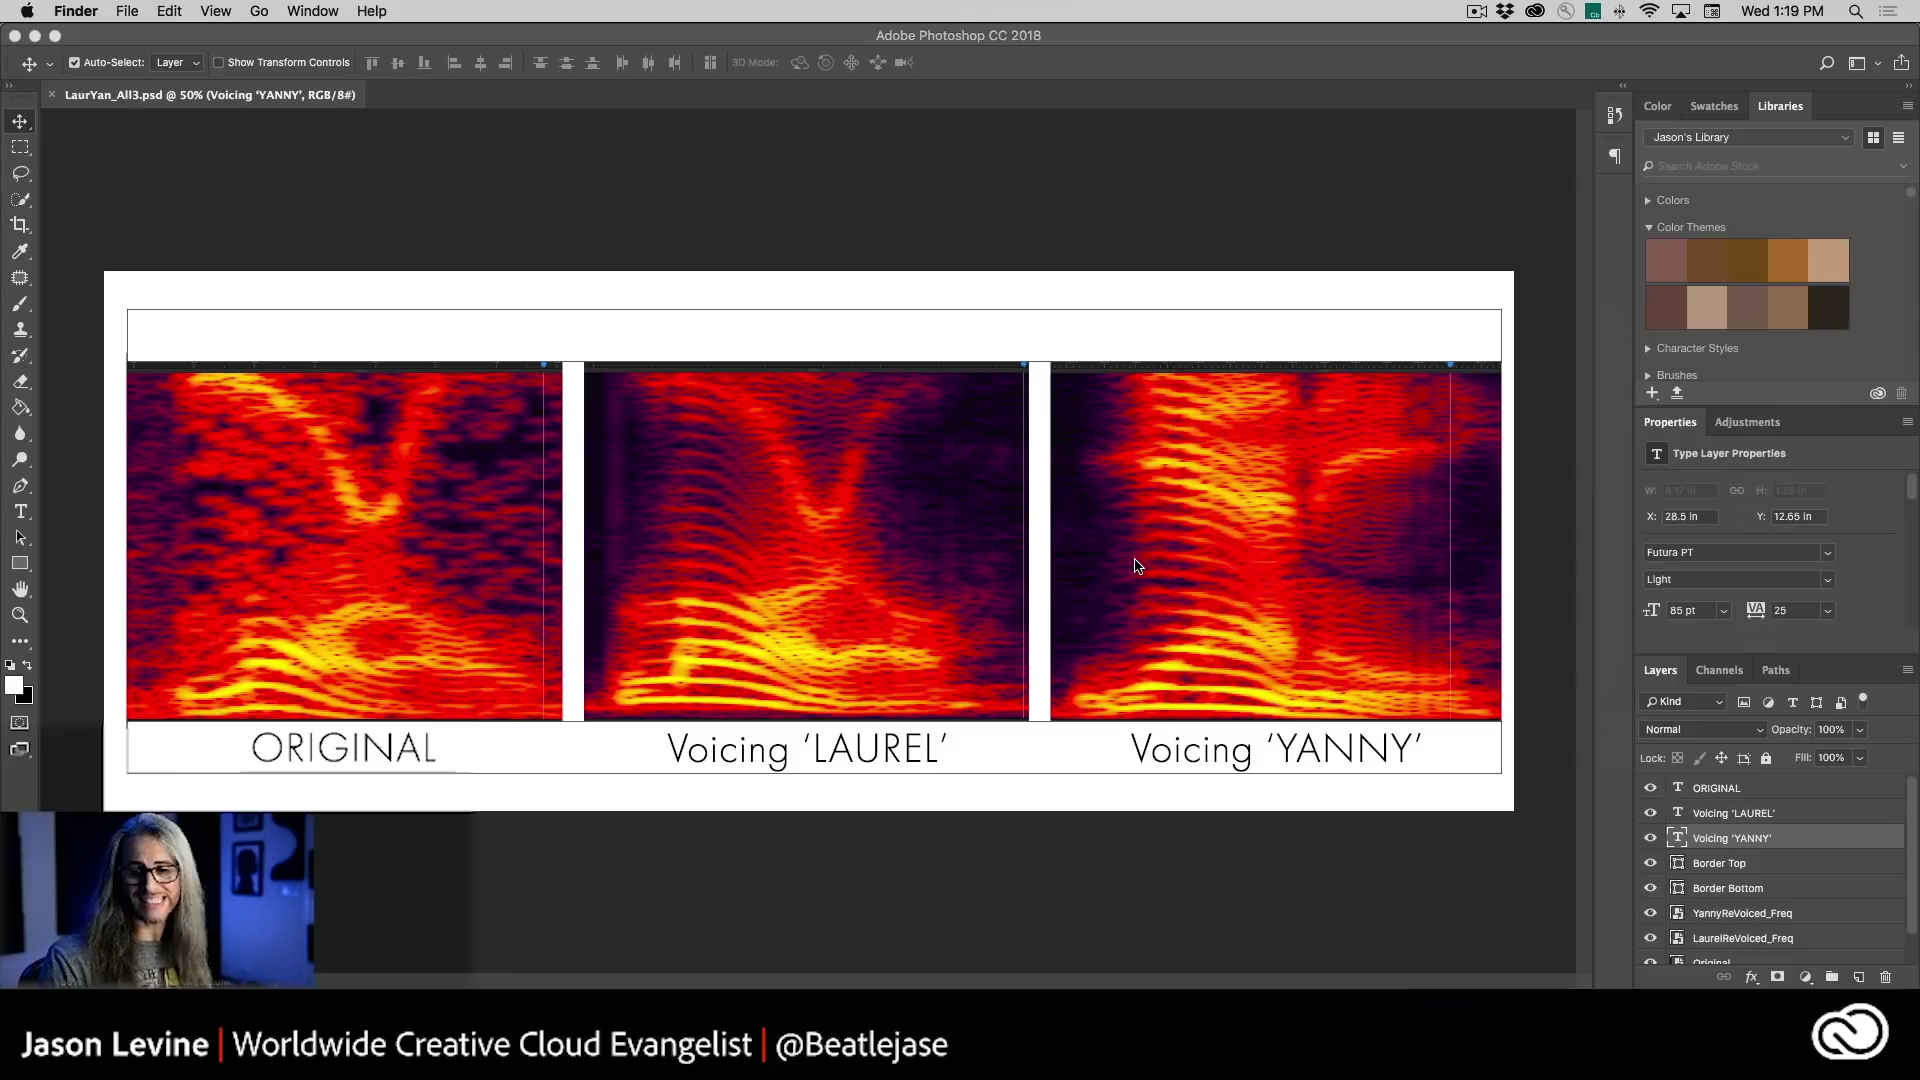 Finder File Edit View Go Window Help
Wed 1:19 PM
Adobe Photoshop CC 2018
Auto-Select: Layer Show Transform Controls 3D Mode:
LaurYan_All3.psd @ 50% (Voicing ‘YANNY’, RGB/8#)
Color Swatches Libraries
Jason's Library
Search Adobe Stock
Colors
Color Themes
Character Styles
Brushes
Properties Adjustments
Type Layer Properties
X: 28.5 in Y: 12.65 in
Futura PT
Light
85 pt VA 25
Layers Channels Paths
Kind
Normal Opacity: 100%
Lock: Fill: 100%
ORIGINAL
Voicing ‘LAUREL’
Voicing ‘YANNY’
Border Top
Border Bottom
YannyReVoiced_Freq
LaurelReVoiced_Freq
Original
ORIGINAL Voicing ‘LAUREL’ Voicing ‘YANNY’
Jason Levine | Worldwide Creative Cloud Evangelist | @Beatlejase